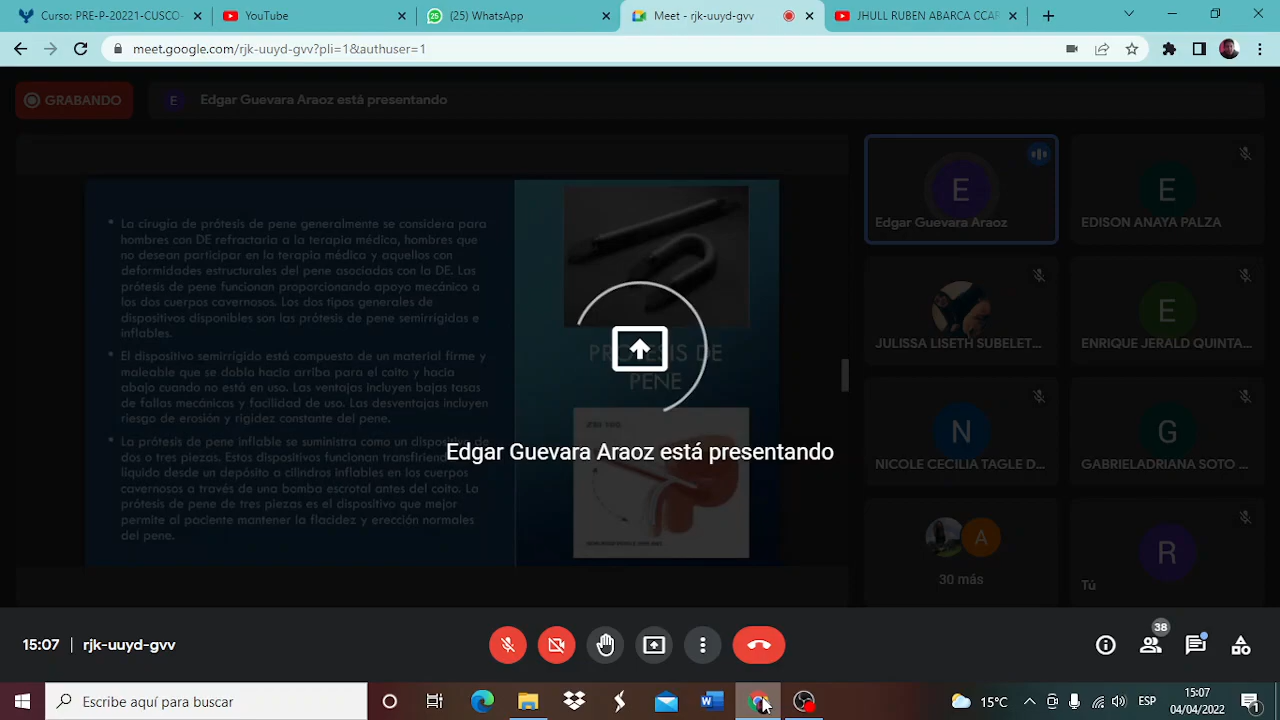 Curso: PRE-P-20221-CUSCO-
YouTube
(25) WhatsApp
Meet - rjk-uuyd-gvv
JHULL RUBEN ABARCA CCAR
meet.google.com/rjk-uuyd-gvv?pli=1&authuser=1
GRABANDO
E
Edgar Guevara Araoz está presentando
La cirugía de prótesis de pene generalmente se considera para
hombres con DE refractaria a la terapia médica, hombres que
no desean participar en la terapia médica y aquellos con
deformidades estructurales del pene asociadas con la DE. Las
prótesis de pene funcionan proporcionando apoyo mecánico a
los dos cuerpos cavernosos. Los dos tipos generales de
dispositivos disponibles son las prótesis de pene semirrígidas e
inflables.
El dispositivo semirrígido está compuesto de un material firme y
maleable que se dobla hacia arriba para el coito y hacia
abajo cuando no está en uso. Las ventajas incluyen bajas tasas
de fallas mecánicas y facilidad de uso. Las desventajas incluyen
riesgo de erosión y rigidez constante del pene.
La prótesis de pene inflable se suministra como un dispositivo de
dos o tres piezas. Estos dispositivos funcionan transfiriendo
líquido desde un depósito a cilindros inflables en los cuerpos
cavernosos a través de una bomba escrotal antes del coito. La
prótesis de pene de tres piezas es el dispositivo que mejor
permite al paciente mantener la flacidez y erección normales
del pene.
PRÓTESIS DE
PENE
Edgar Guevara Araoz está presentando
E
Edgar Guevara Araoz
E
EDISON ANAYA PALZA
JULISSA LISETH SUBELET...
E
ENRIQUE JERALD QUINTA...
N
NICOLE CECILIA TAGLE D...
G
GABRIELADRIANA SOTO ...
A
30 más
R
Tú
15:07 | rjk-uuyd-gvv
38
Escribe aquí para buscar
15°C
ESP
15:07
04/04/2022
1